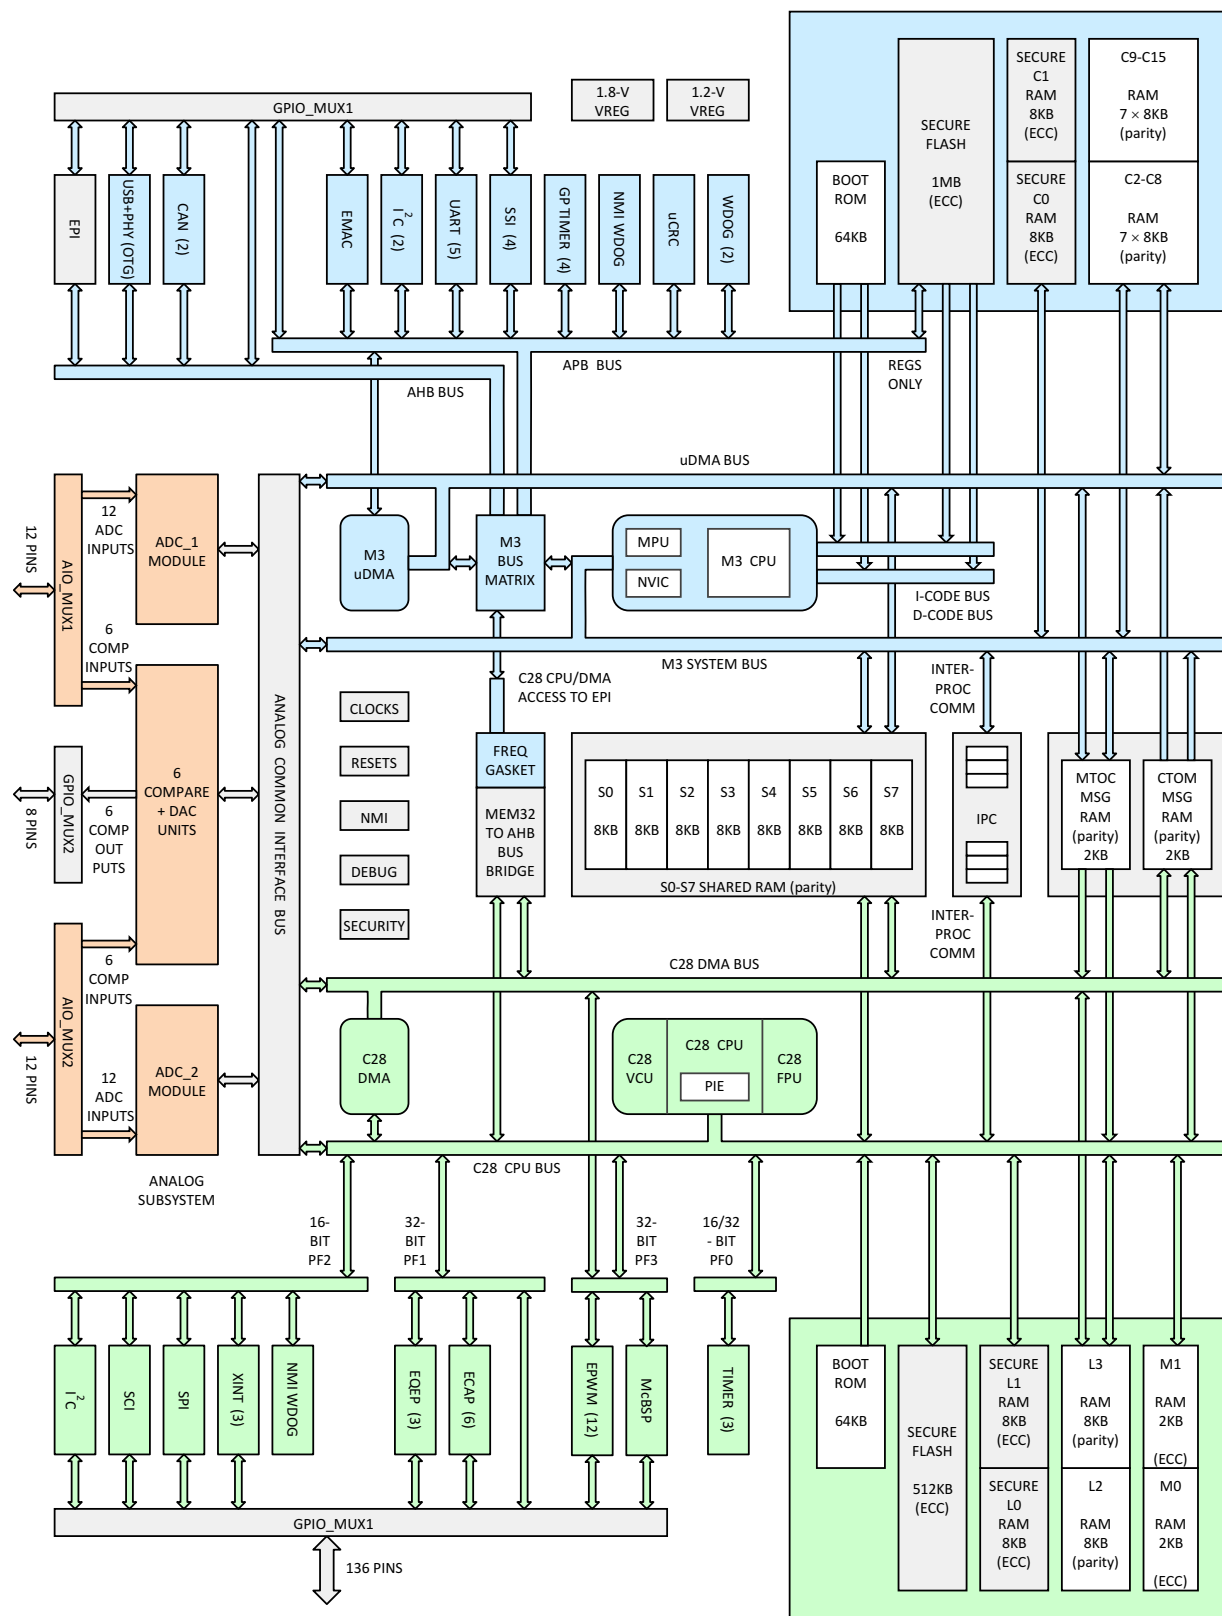 GPIO_MUX1
1.8-V
VREG
1.2-V
VREG
EPI
USB+PHY (OTG)
CAN (2)
EMAC
I2C (2)
UART (5)
SSI (4)
GP TIMER (4)
NMI WDOG
uCRC
WDOG (2)
BOOT
ROM
64KB
SECURE
FLASH
1MB
(ECC)
SECURE
C1
RAM
8KB
(ECC)
SECURE
C0
RAM
8KB
(ECC)
C9-C15
RAM
7 × 8KB
(parity)
C2-C8
RAM
7 × 8KB
(parity)
APB BUS
REGS
ONLY
AHB BUS
uDMA BUS
12 PINS
AIO_MUX1
12
ADC
INPUTS
ADC_1
MODULE
6
COMP
INPUTS
M3
uDMA
M3
BUS
MATRIX
MPU
NVIC
M3 CPU
I-CODE BUS
D-CODE BUS
M3 SYSTEM BUS
C28 CPU/DMA
ACCESS TO EPI
INTER-
PROC
COMM
ANALOG COMMON INTERFACE BUS
CLOCKS
RESETS
NMI
DEBUG
SECURITY
FREQ
GASKET
MEM32
TO AHB
BUS
BRIDGE
S0
8KB
S1
8KB
S2
8KB
S3
8KB
S4
8KB
S5
8KB
S6
8KB
S7
8KB
S0-S7 SHARED RAM (parity)
IPC
MTOC
MSG
RAM
(parity)
2KB
CTOM
MSG
RAM
(parity)
2KB
8 PINS
GPIO_MUX2
6
COMP
OUT
PUTS
6
COMPARE
+ DAC
UNITS
INTER-
PROC
COMM
C28 DMA BUS
12 PINS
AIO_MUX2
6
COMP
INPUTS
12
ADC
INPUTS
ADC_2
MODULE
C28
DMA
C28
VCU
C28 CPU
PIE
C28
FPU
C28 CPU BUS
ANALOG
SUBSYSTEM
16-
BIT
PF2
32-
BIT
PF1
32-
BIT
PF3
16/32
- BIT
PF0
I2C
SCI
SPI
XINT (3)
NMI WDOG
EQEP (3)
ECAP (6)
EPWM (12)
McBSP
TIMER (3)
BOOT
ROM
64KB
SECURE
FLASH
512KB
(ECC)
SECURE
L1
RAM
8KB
(ECC)
SECURE
L0
RAM
8KB
(ECC)
L3
RAM
8KB
(parity)
L2
RAM
8KB
(parity)
M1
RAM
2KB
(ECC)
M0
RAM
2KB
(ECC)
GPIO_MUX1
136 PINS